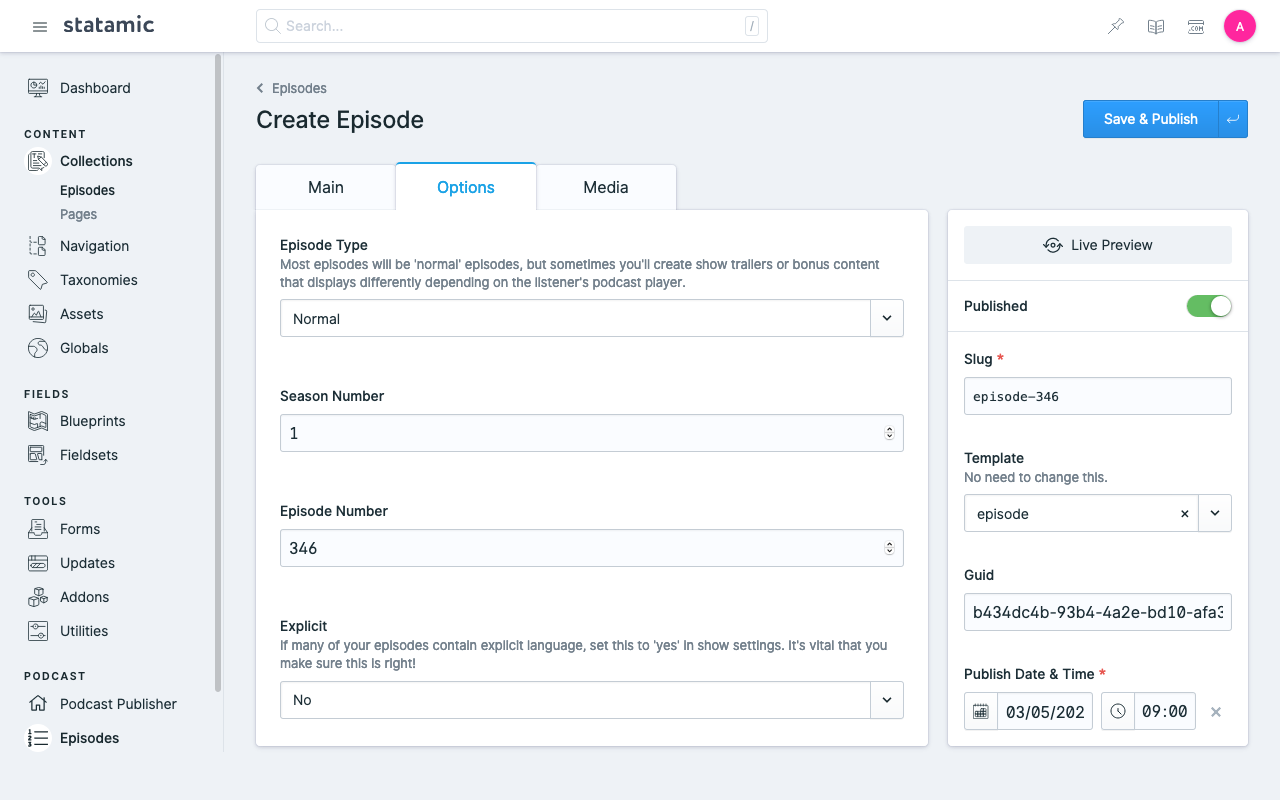 statamic
Search...
/
.COM
A
Dashboard
CONTENT
Collections
Episodes
Pages
Navigation
Taxonomies
Assets
Globals
FIELDS
Blueprints
Fieldsets
TOOLS
Forms
Updates
Addons
Utilities
PODCAST
Podcast Publisher
Episodes
Episodes
Create Episode
Save & Publish
Main
Options
Media
Episode Type
Most episodes will be 'normal' episodes, but sometimes you'll create show trailers or bonus content
that displays differently depending on the listener's podcast player.
Normal
Season Number
1
Episode Number
346
Explicit
If many of your episodes contain explicit language, set this to 'yes' in show settings. It's vital that you
make sure this is right!
No
Live Preview
Published
Slug *
episode-346
Template
No need to change this.
episode
Guid
b434dc4b-93b4-4a2e-bd10-afa3
Publish Date & Time *
03/05/202
09:00